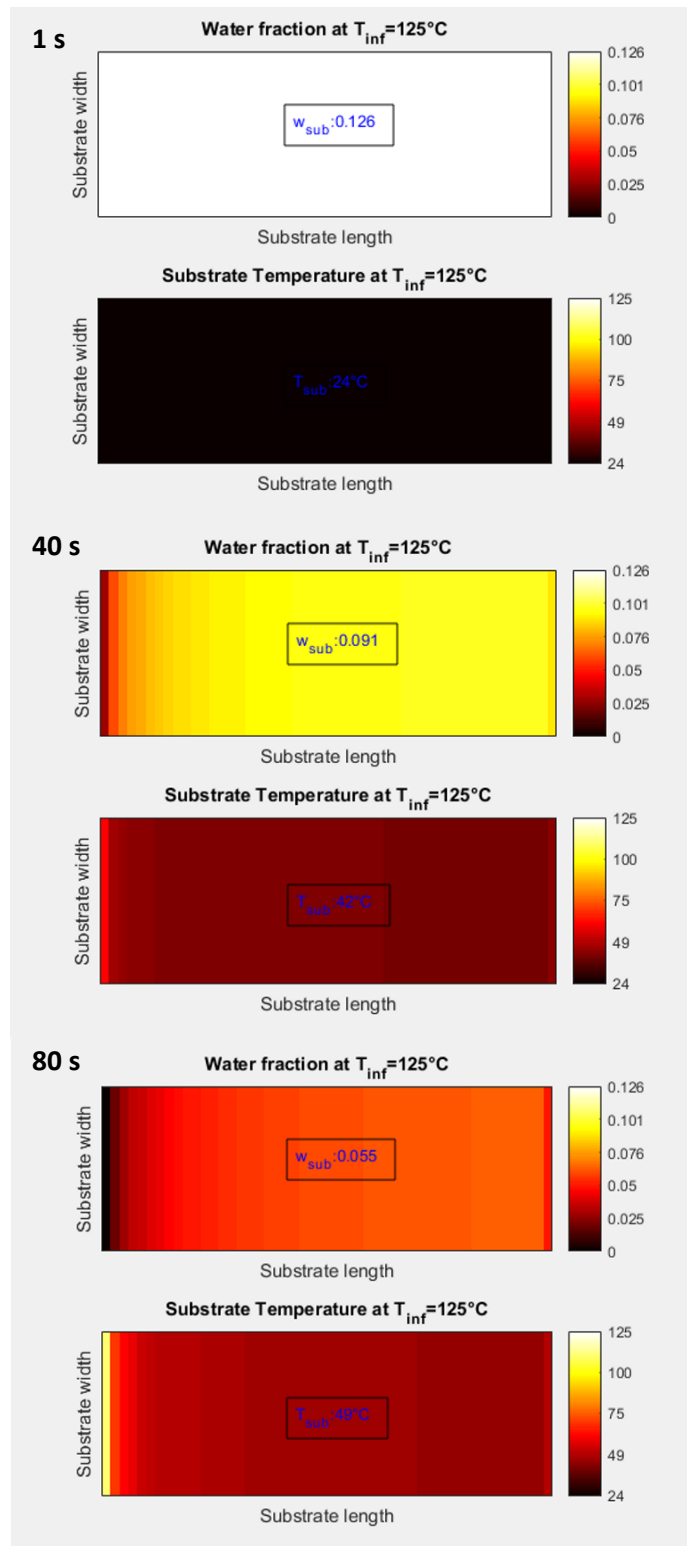 1 s
Water fraction at T_inf=125°C
Substrate width
w_sub:0.126
0.126
0.101
0.076
0.05
0.025
0
Substrate length
Substrate Temperature at T_inf=125°C
Substrate width
T_sub:24°C
125
100
75
49
24
Substrate length
40 s
Water fraction at T_inf=125°C
Substrate width
w_sub:0.091
0.126
0.101
0.076
0.05
0.025
0
Substrate length
Substrate Temperature at T_inf=125°C
Substrate width
T_sub:42°C
125
100
75
49
24
Substrate length
80 s
Water fraction at T_inf=125°C
Substrate width
w_sub:0.055
0.126
0.101
0.076
0.05
0.025
0
Substrate length
Substrate Temperature at T_inf=125°C
Substrate width
T_sub:49°C
125
100
75
49
24
Substrate length